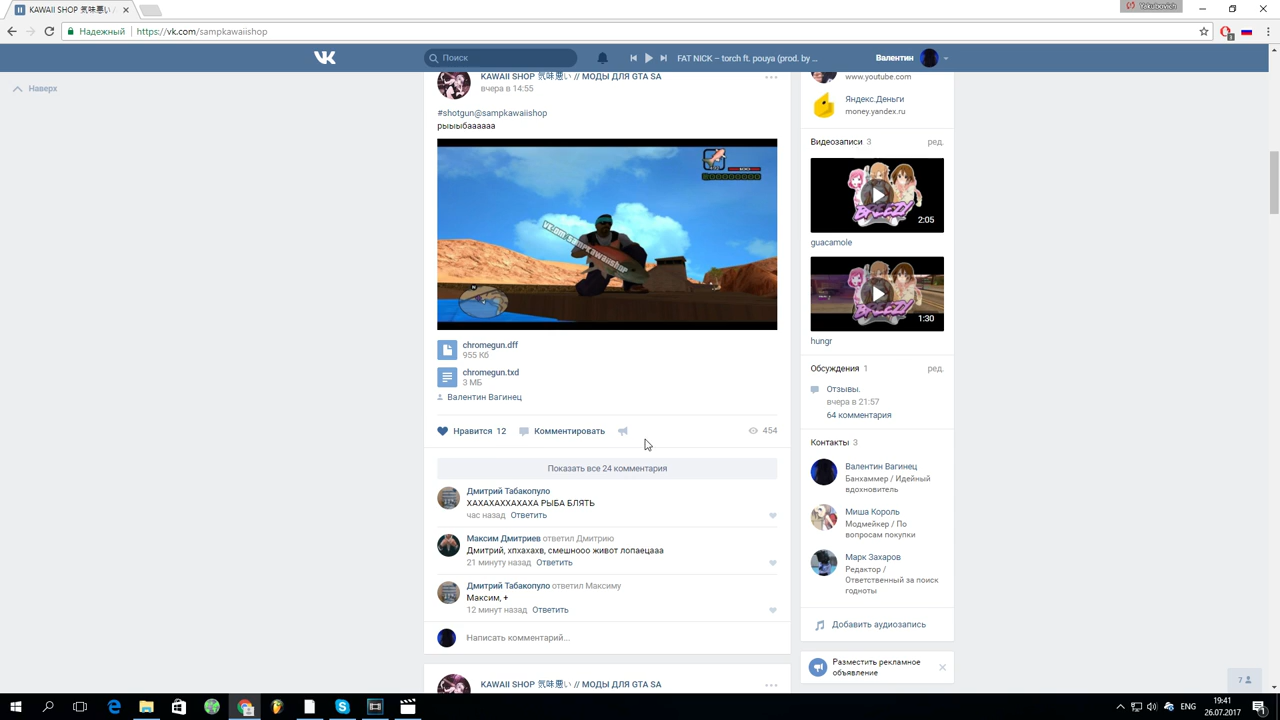 KAWAII SHOP 気味悪い /
Yakubovich
Надежный
https://vk.com/sampkawaiishop
Поиск
FAT NICK – torch ft. pouya (prod. by ...
Валентин
Наверх
KAWAII SHOP 気味悪い // МОДЫ ДЛЯ GTA SA
вчера в 14:55
#shotgun@sampkawaiishop
рыыыбаааааа
vk.com/sampkawaiishop
chromegun.dff
955 Кб
chromegun.txd
3 МБ
Валентин Вагинец
Нравится 12
Комментировать
454
Показать все 24 комментария
Дмитрий Табакопуло
ХАХАХАХХАХАХА РЫБА БЛЯТЬ
час назад Ответить
Максим Дмитриев ответил Дмитрию
Дмитрий, хпхахахв, смешнооо живот лопаецааа
21 минуту назад Ответить
Дмитрий Табакопуло ответил Максиму
Максим, +
12 минут назад Ответить
Написать комментарий...
KAWAII SHOP 気味悪い // МОДЫ ДЛЯ GTA SA
www.youtube.com
Яндекс.Деньги
money.yandex.ru
Видеозаписи 3
ред.
BREEZY
2:05
guacamole
BREEZY
1:30
hungr
Обсуждения 1
ред.
Отзывы.
вчера в 21:57
64 комментария
Контакты 3
Валентин Вагинец
Банхаммер / Идейный
вдохновитель
Миша Король
Модмейкер / По
вопросам покупки
Марк Захаров
Редактор /
Ответственный за поиск
годноты
Добавить аудиозапись
Разместить рекламное
объявление
7
ENG
19:41
26.07.2017
1